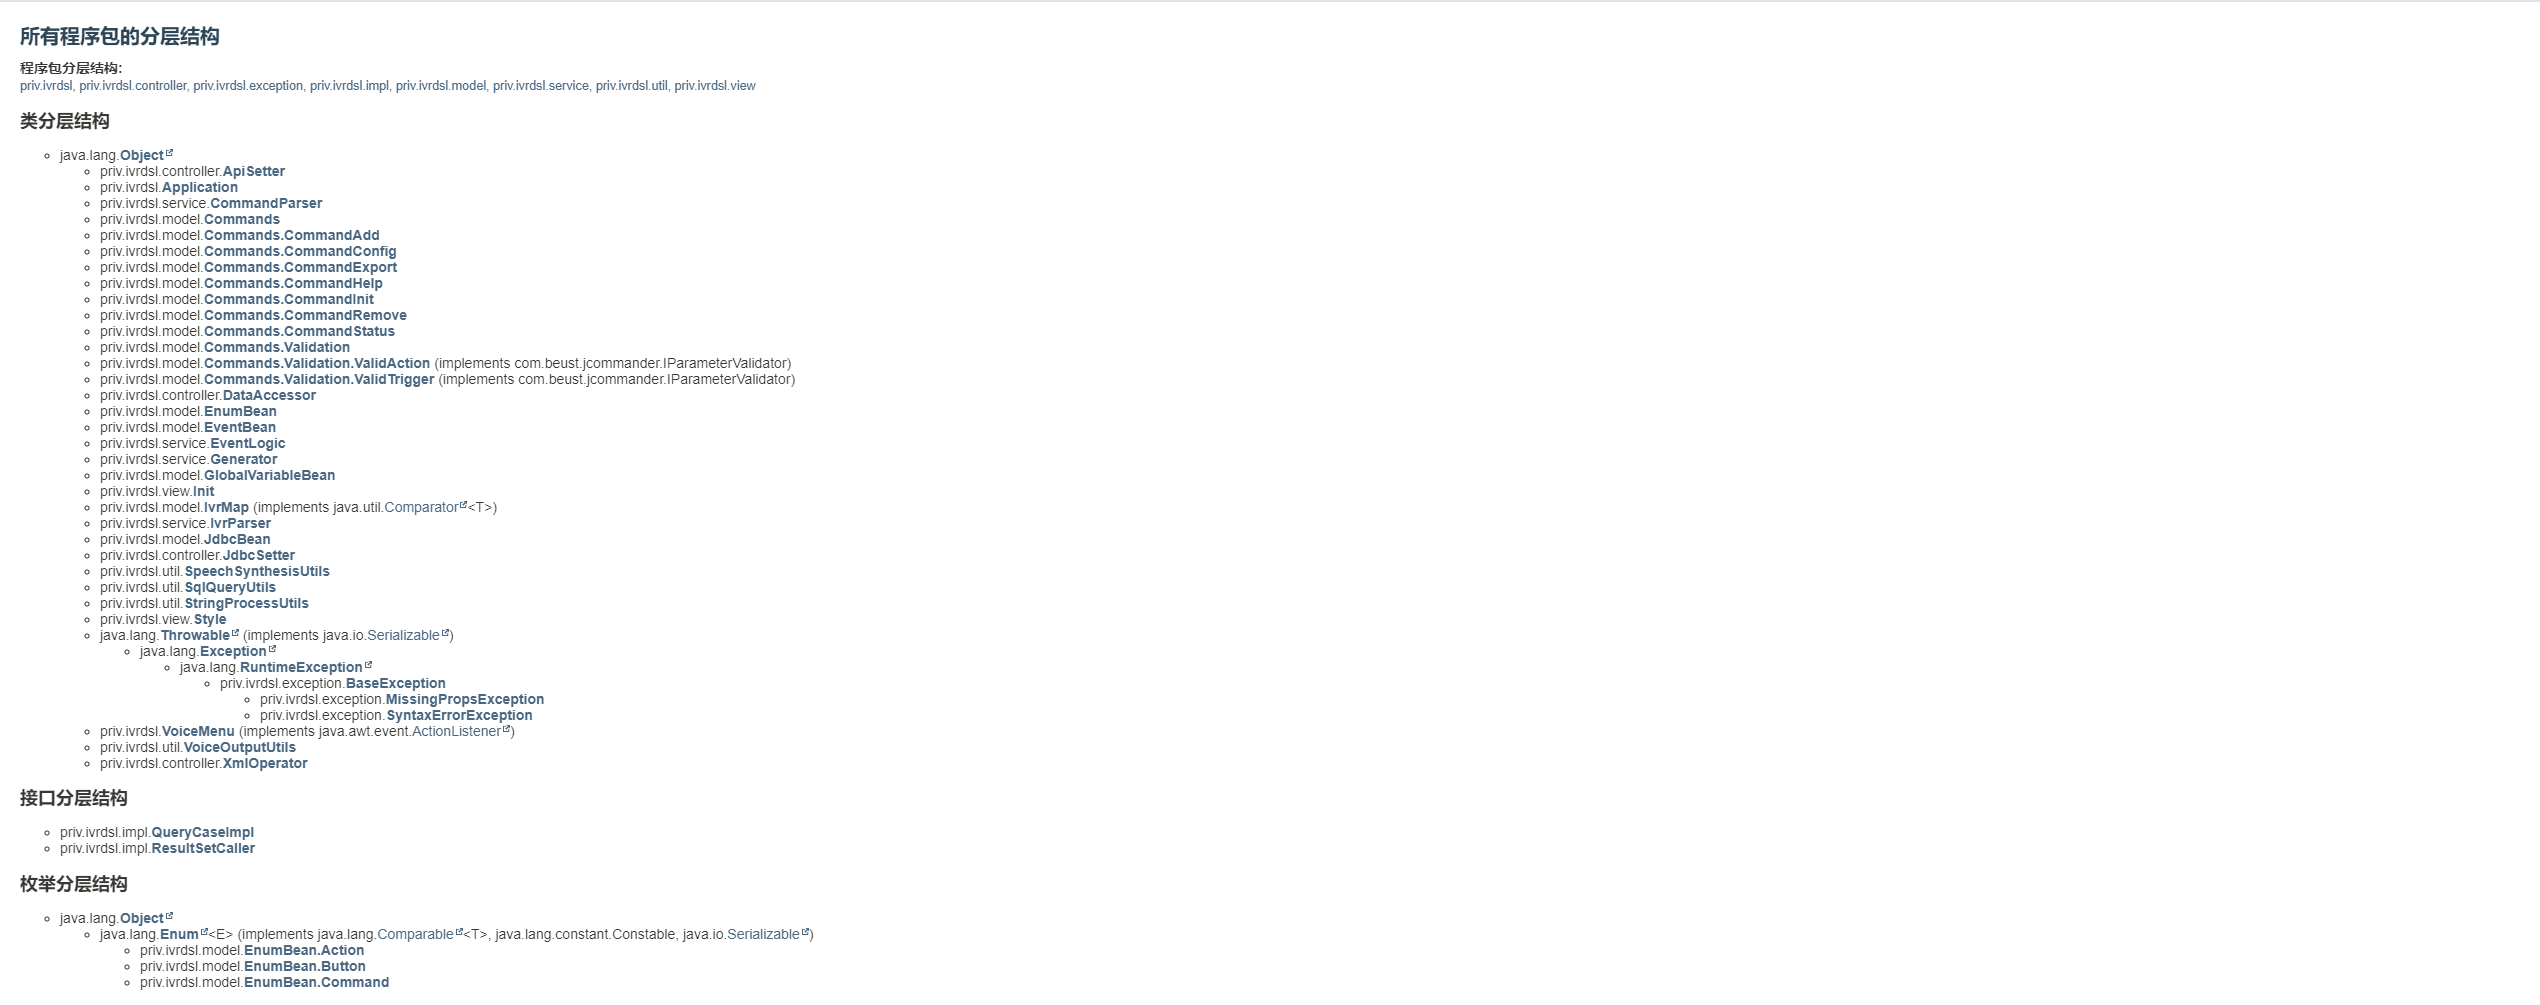 所有程序包的分层结构
程序包分层结构:
priv.ivrdsl, priv.ivrdsl.controller, priv.ivrdsl.exception, priv.ivrdsl.impl, priv.ivrdsl.model, priv.ivrdsl.service, priv.ivrdsl.util, priv.ivrdsl.view
类分层结构
java.lang.Object
priv.ivrdsl.controller.ApiSetter
priv.ivrdsl.Application
priv.ivrdsl.service.CommandParser
priv.ivrdsl.model.Commands
priv.ivrdsl.model.Commands.CommandAdd
priv.ivrdsl.model.Commands.CommandConfig
priv.ivrdsl.model.Commands.CommandExport
priv.ivrdsl.model.Commands.CommandHelp
priv.ivrdsl.model.Commands.CommandInit
priv.ivrdsl.model.Commands.CommandRemove
priv.ivrdsl.model.Commands.CommandStatus
priv.ivrdsl.model.Commands.Validation
priv.ivrdsl.model.Commands.Validation.ValidAction (implements com.beust.jcommander.IParameterValidator)
priv.ivrdsl.model.Commands.Validation.ValidTrigger (implements com.beust.jcommander.IParameterValidator)
priv.ivrdsl.controller.DataAccessor
priv.ivrdsl.model.EnumBean
priv.ivrdsl.model.EventBean
priv.ivrdsl.service.EventLogic
priv.ivrdsl.service.Generator
priv.ivrdsl.model.GlobalVariableBean
priv.ivrdsl.view.Init
priv.ivrdsl.model.IvrMap (implements java.util.Comparator<T>)
priv.ivrdsl.service.IvrParser
priv.ivrdsl.model.JdbcBean
priv.ivrdsl.controller.JdbcSetter
priv.ivrdsl.util.SpeechSynthesisUtils
priv.ivrdsl.util.SqlQueryUtils
priv.ivrdsl.util.StringProcessUtils
priv.ivrdsl.view.Style
java.lang.Throwable (implements java.io.Serializable)
java.lang.Exception
java.lang.RuntimeException
priv.ivrdsl.exception.BaseException
priv.ivrdsl.exception.MissingPropsException
priv.ivrdsl.exception.SyntaxErrorException
priv.ivrdsl.VoiceMenu (implements java.awt.event.ActionListener)
priv.ivrdsl.util.VoiceOutputUtils
priv.ivrdsl.controller.XmlOperator
接口分层结构
priv.ivrdsl.impl.QueryCaseImpl
priv.ivrdsl.impl.ResultSetCaller
枚举分层结构
java.lang.Object
java.lang.Enum<E> (implements java.lang.Comparable<T>, java.lang.constant.Constable, java.io.Serializable)
priv.ivrdsl.model.EnumBean.Action
priv.ivrdsl.model.EnumBean.Button
priv.ivrdsl.model.EnumBean.Command